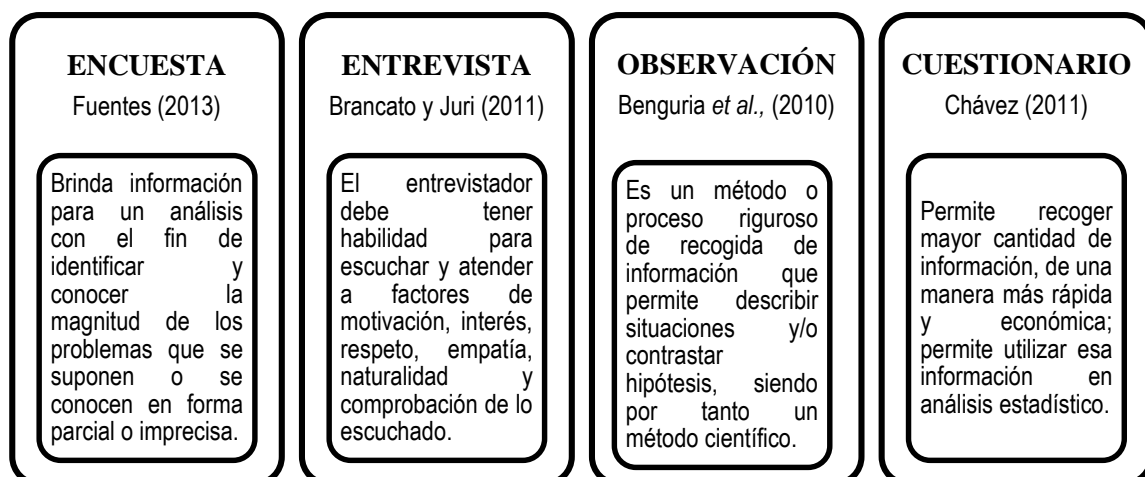 ENCUESTA
Fuentes (2013)
Brinda información
para un análisis
con el fin de
identificar y
conocer la
magnitud de los
problemas que se
suponen o se
conocen en forma
parcial o imprecisa.
ENTREVISTA
Brancato y Juri (2011)
El entrevistador
debe tener
habilidad para
escuchar y atender
a factores de
motivación, interés,
respeto, empatía,
naturalidad y
comprobación de lo
escuchado.
OBSERVACIÓN
Benguria et al., (2010)
Es un método o
proceso riguroso
de recogida de
información que
permite describir
situaciones y/o
contrastar
hipótesis, siendo
por tanto un
método científico.
CUESTIONARIO
Chávez (2011)
Permite recoger
mayor cantidad de
información, de una
manera más rápida
y económica;
permite utilizar esa
información en
análisis estadístico.